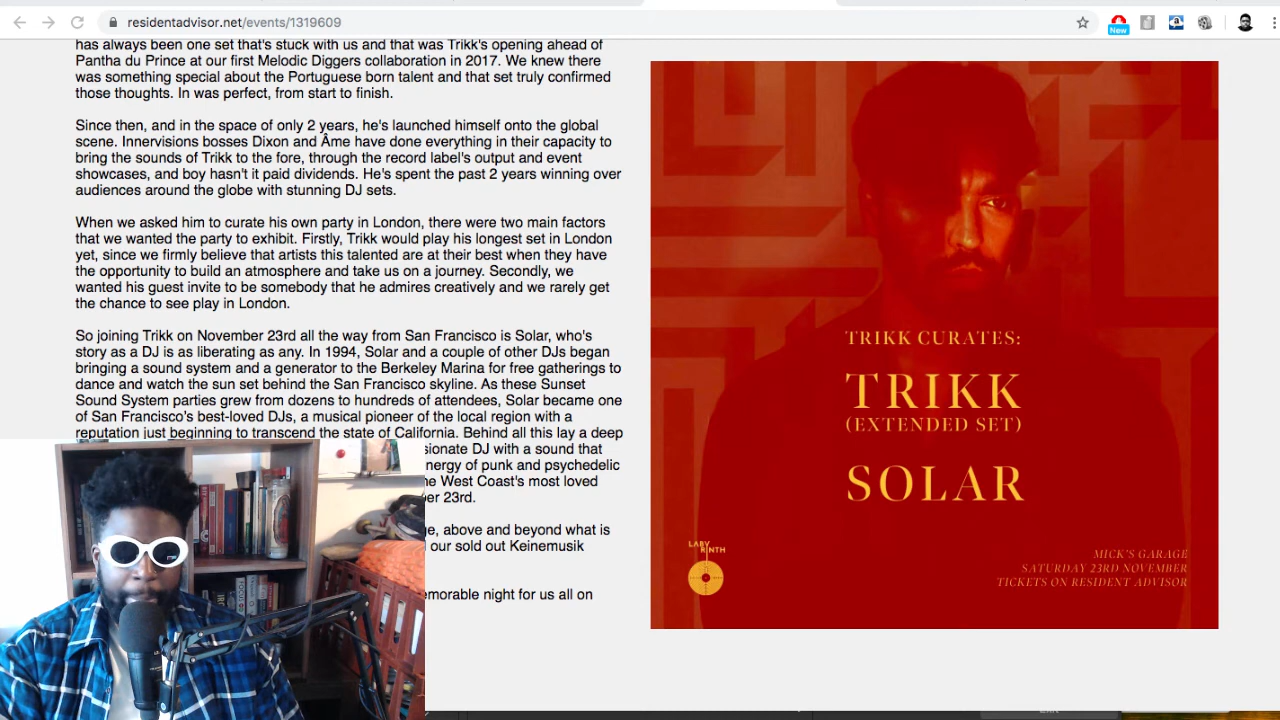 residentadvisor.net/events/1319609
New
has always been one set that's stuck with us and that was Trikk's opening ahead of
Pantha du Prince at our first Melodic Diggers collaboration in 2017. We knew there
was something special about the Portuguese born talent and that set truly confirmed
those thoughts. In was perfect, from start to finish.
Since then, and in the space of only 2 years, he's launched himself onto the global
scene. Innervisions bosses Dixon and Âme have done everything in their capacity to
bring the sounds of Trikk to the fore, through the record label's output and event
showcases, and boy hasn't it paid dividends. He's spent the past 2 years winning over
audiences around the globe with stunning DJ sets.
When we asked him to curate his own party in London, there were two main factors
that we wanted the party to exhibit. Firstly, Trikk would play his longest set in London
yet, since we firmly believe that artists this talented are at their best when they have
the opportunity to build an atmosphere and take us on a journey. Secondly, we
wanted his guest invite to be somebody that he admires creatively and we rarely get
the chance to see play in London.
So joining Trikk on November 23rd all the way from San Francisco is Solar, who's
story as a DJ is as liberating as any. In 1994, Solar and a couple of other DJs began
bringing a sound system and a generator to the Berkeley Marina for free gatherings to
dance and watch the sun set behind the San Francisco skyline. As these Sunset
Sound System parties grew from dozens to hundreds of attendees, Solar became one
of San Francisco's best-loved DJs, a musical pioneer of the local region with a
reputation just beginning to transcend the state of California. Behind all this lay a deep
sionate DJ with a sound that
nergy of punk and psychedelic
e West Coast's most loved
er 23rd.
e, above and beyond what is
our sold out Keinemusik
emorable night for us all on
TRIKK CURATES:
TRIKK
(EXTENDED SET)
SOLAR
LABYRINTH
MICK'S GARAGE
SATURDAY 23RD NOVEMBER
TICKETS ON RESIDENT ADVISOR